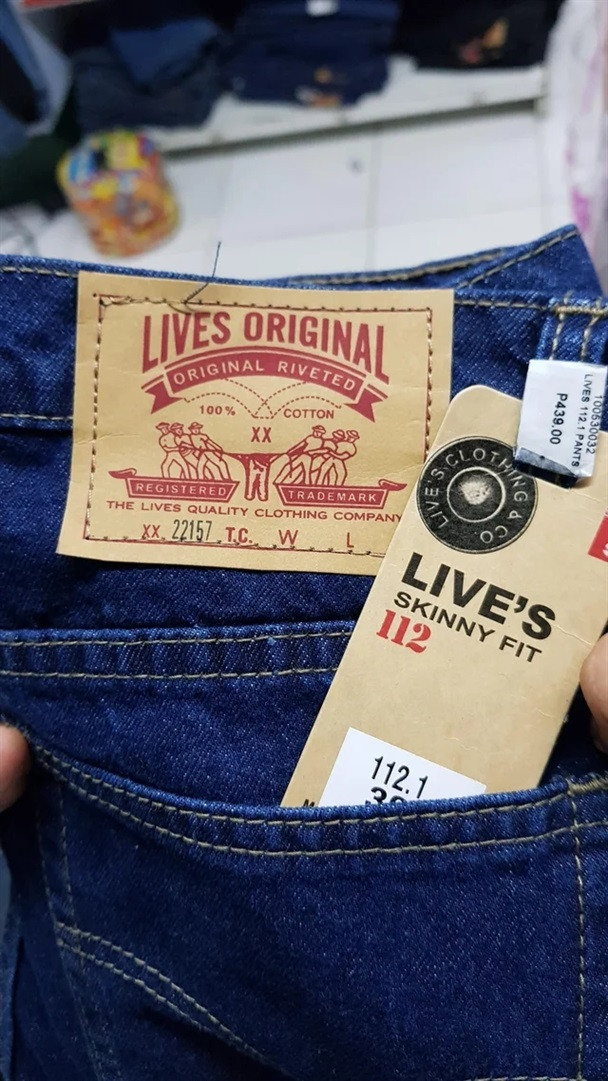 LIVES ORIGINAL
ORIGINAL RIVETED
100% COTTON
XX
REGISTERED TRADEMARK
THE LIVES QUALITY CLOTHING COMPANY
XX 22157 T.C. W L
100530032
LIVES 112.1 PANTS
P439.00
LIVE'S CLOTHING & CO
LIVE'S
SKINNY FIT
112
112.1